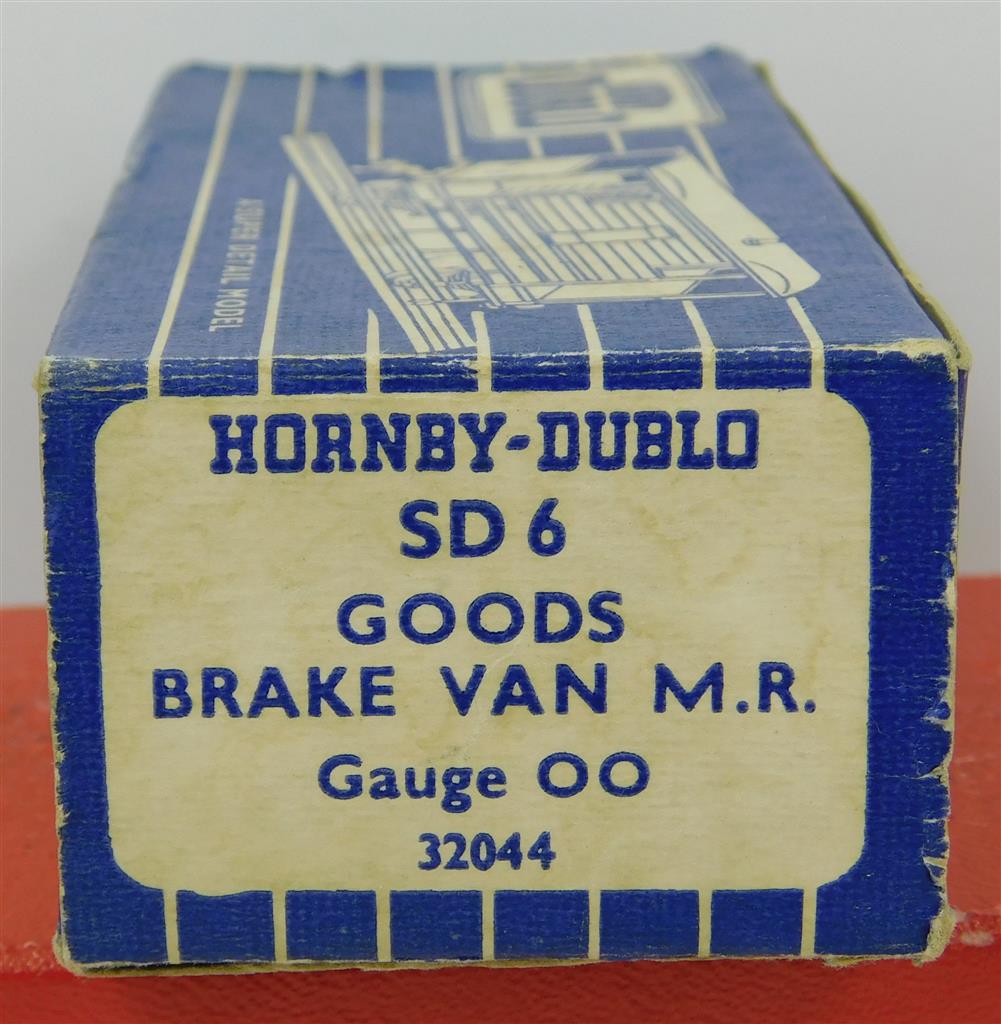 A SUPER DETAIL MODEL
HORNBY-DUBLO
SD 6
GOODS
BRAKE VAN M.R.
Gauge OO
32044